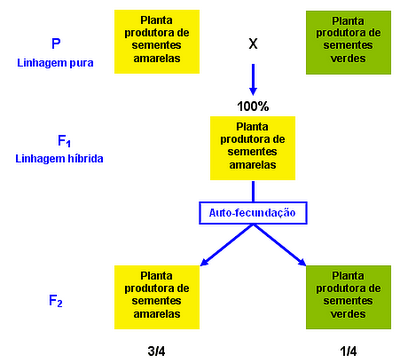 P
Linhagem pura
Planta
produtora de
sementes
amarelas
X
Planta
produtora de
sementes
verdes
100%
F1
Linhagem híbrida
Planta
produtora de
sementes
amarelas
Auto-fecundação
F2
Planta
produtora de
sementes
amarelas
Planta
produtora de
sementes
verdes
3/4
1/4